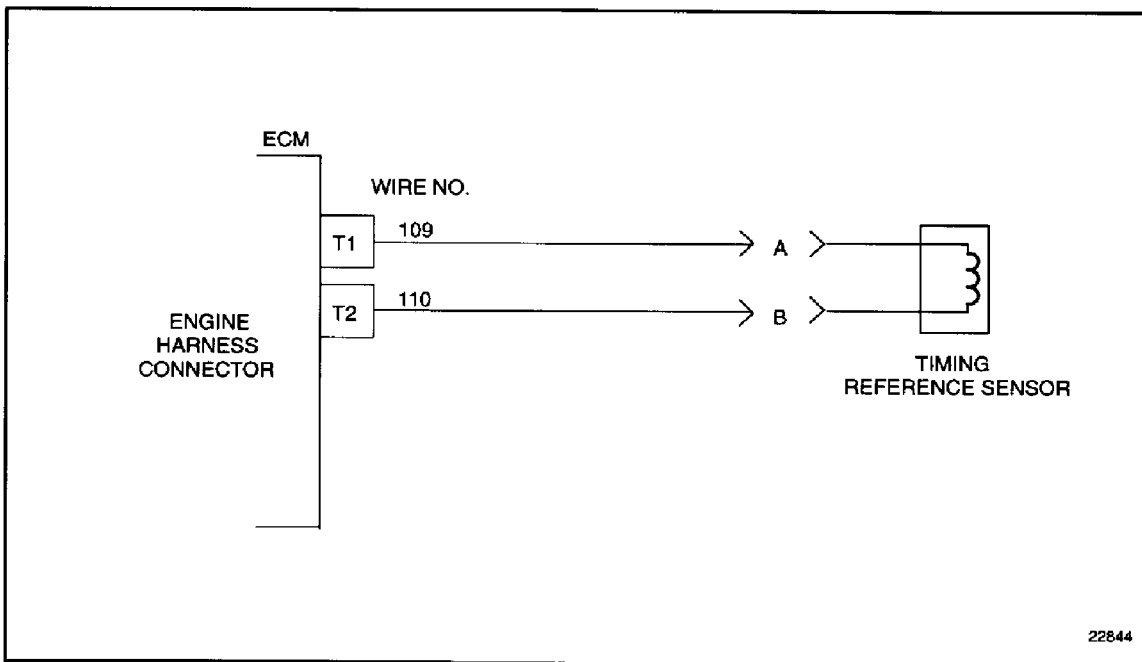 ECM
WIRE NO.
T1
109
A
T2
110
B
ENGINE
HARNESS
CONNECTOR
TIMING
REFERENCE SENSOR
22844